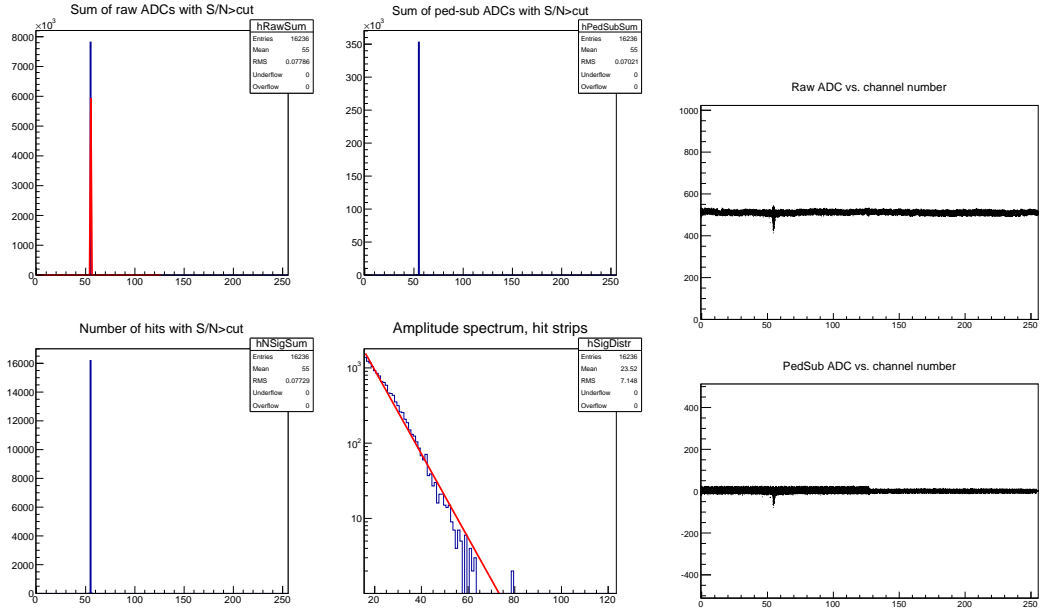 Sum of raw ADCs with S/N>cut
×10³
8000
7000
6000
5000
4000
3000
2000
1000
0
0 50 100 150 200 250
hRawSum
Entries 16236
Mean 55
RMS 0.07786
Underflow 0
Overflow 0
Sum of ped-sub ADCs with S/N>cut
×10³
350
300
250
200
150
100
50
0
0 50 100 150 200 250
hPedSubSum
Entries 16236
Mean 55
RMS 0.07021
Underflow 0
Overflow 0
Raw ADC vs. channel number
1000
800
600
400
200
0
0 50 100 150 200 250
Number of hits with S/N>cut
16000
14000
12000
10000
8000
6000
4000
2000
0
0 50 100 150 200 250
hNSigSum
Entries 16236
Mean 55
RMS 0.07729
Underflow 0
Overflow 0
Amplitude spectrum, hit strips
10³
10²
10
20 40 60 80 100 120
hSigDistr
Entries 16236
Mean 23.52
RMS 7.148
Underflow 0
Overflow 0
PedSub ADC vs. channel number
400
200
0
-200
-400
0 50 100 150 200 250